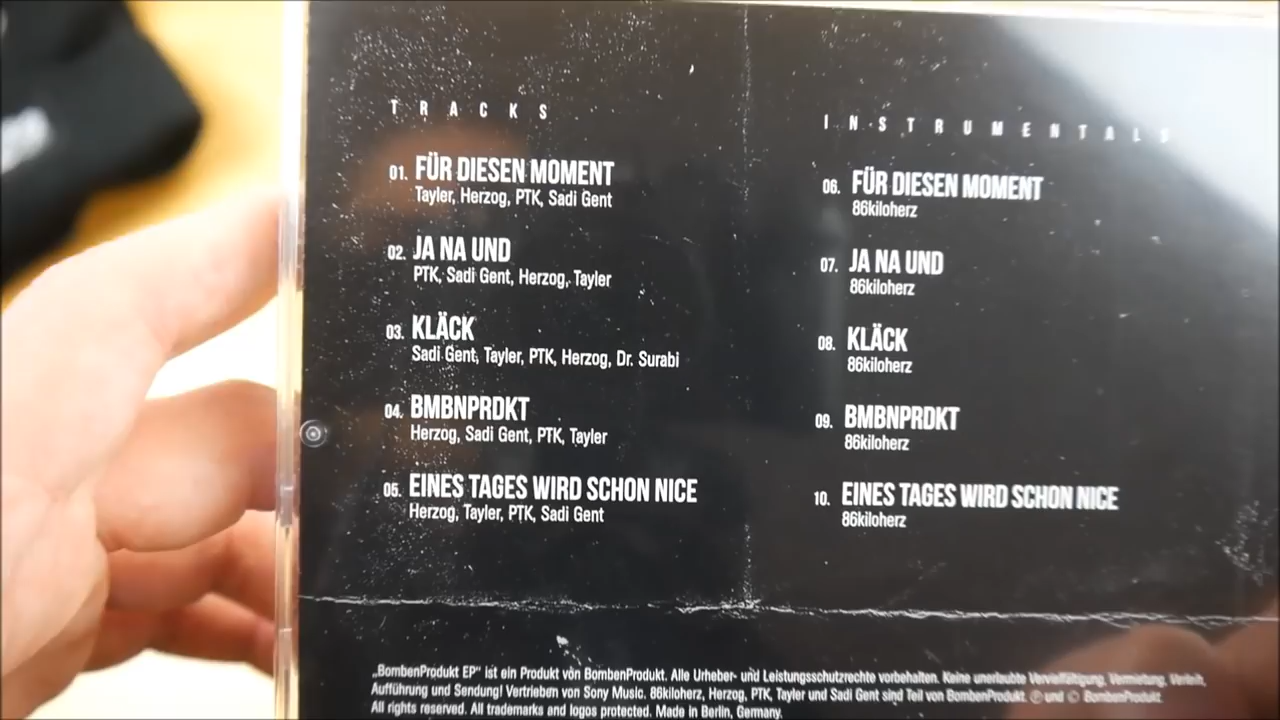 TRACKS
01. FÜR DIESEN MOMENT
Tayler, Herzog, PTK, Sadi Gent
02. JA NA UND
PTK, Sadi Gent, Herzog, Tayler
03. KLÄCK
Sadi Gent, Tayler, PTK, Herzog, Dr. Surabi
04. BMBNPRDKT
Herzog, Sadi Gent, PTK, Tayler
05. EINES TAGES WIRD SCHON NICE
Herzog, Tayler, PTK, Sadi Gent
INSTRUMENTALS
06. FÜR DIESEN MOMENT
86kiloherz
07. JA NA UND
86kiloherz
08. KLÄCK
86kiloherz
09. BMBNPRDKT
86kiloherz
10. EINES TAGES WIRD SCHON NICE
86kiloherz
„BombenProdukt EP“ ist ein Produkt von BombenProdukt. Alle Urheber- und Leistungsschutzrechte vorbehalten. Keine unerlaubte Vervielfältigung, Vermietung, Verleih,
Aufführung und Sendung! Vertrieben von Sony Music. 86kiloherz, Herzog, PTK, Tayler und Sadi Gent sind Teil von BombenProdukt. ℗ und © BombenProdukt.
All rights reserved. All trademarks and logos protected. Made in Berlin, Germany.